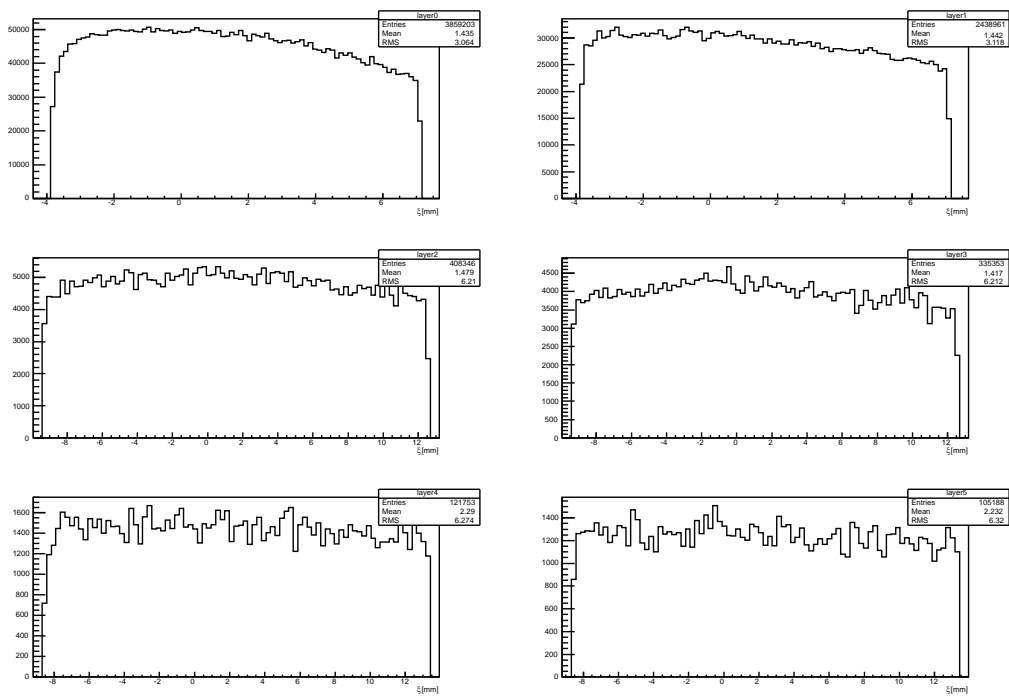 layer0
Entries 3859203
Mean 1.435
RMS 3.064
50000
40000
30000
20000
10000
0
-4 -2 0 2 4 6
ξ[mm]
layer1
Entries 2438961
Mean 1.442
RMS 3.118
30000
25000
20000
15000
10000
5000
0
-4 -2 0 2 4 6
ξ[mm]
layer2
Entries 408346
Mean 1.479
RMS 6.21
5000
4000
3000
2000
1000
0
-8 -6 -4 -2 0 2 4 6 8 10 12
ξ[mm]
layer3
Entries 335353
Mean 1.417
RMS 6.212
4500
4000
3500
3000
2500
2000
1500
1000
500
0
-8 -6 -4 -2 0 2 4 6 8 10 12
ξ[mm]
layer4
Entries 121753
Mean 2.29
RMS 6.274
1600
1400
1200
1000
800
600
400
200
0
-8 -6 -4 -2 0 2 4 6 8 10 12
ξ[mm]
layer5
Entries 105188
Mean 2.232
RMS 6.32
1400
1200
1000
800
600
400
200
0
-8 -6 -4 -2 0 2 4 6 8 10 12
ξ[mm]